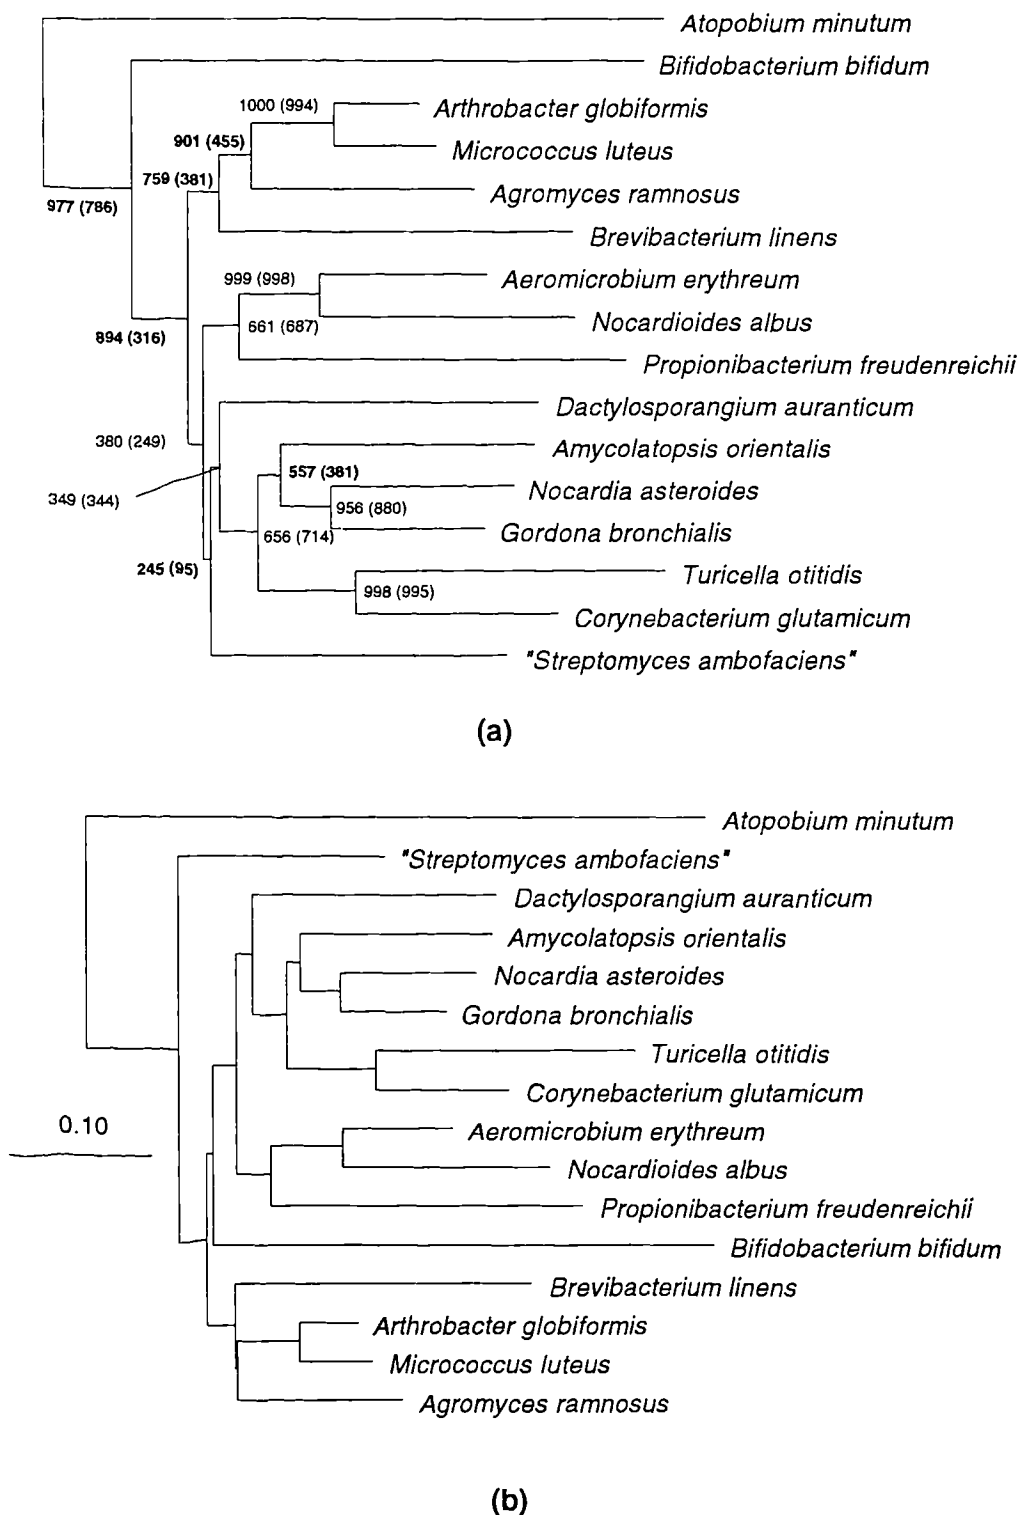 Atopobium minutum
Bifidobacterium bifidum
1000 (994)
Arthrobacter globiformis
901 (455)
Micrococcus luteus
759 (381)
Agromyces ramnosus
977 (786)
Brevibacterium linens
999 (998)
Aeromicrobium erythreum
661 (687)
Nocardioides albus
894 (316)
Propionibacterium freudenreichii
Dactylosporangium auranticum
380 (249)
Amycolatopsis orientalis
557 (381)
349 (344)
Nocardia asteroides
956 (880)
Gordona bronchialis
656 (714)
245 (95)
Turicella otitidis
998 (995)
Corynebacterium glutamicum
"Streptomyces ambofaciens"
(a)
Atopobium minutum
"Streptomyces ambofaciens"
Dactylosporangium auranticum
Amycolatopsis orientalis
Nocardia asteroides
Gordona bronchialis
Turicella otitidis
Corynebacterium glutamicum
0.10
Aeromicrobium erythreum
Nocardioides albus
Propionibacterium freudenreichii
Bifidobacterium bifidum
Brevibacterium linens
Arthrobacter globiformis
Micrococcus luteus
Agromyces ramnosus
(b)